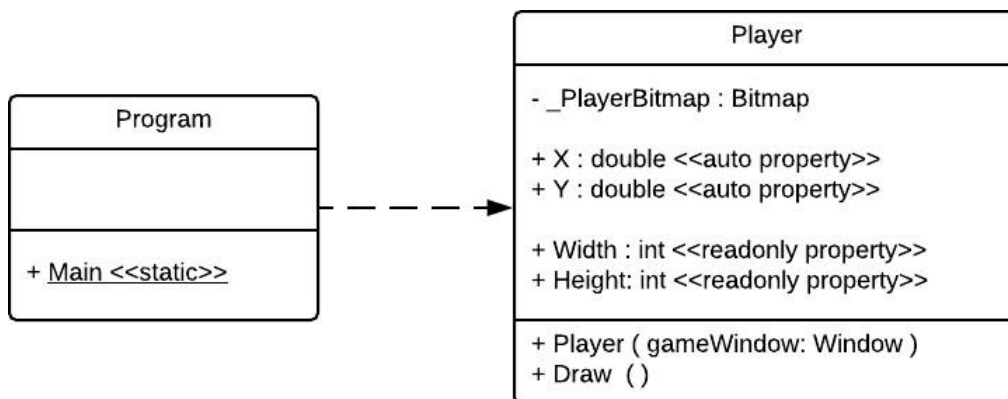 Program
+ Main <<static>>
Player
- _PlayerBitmap : Bitmap
+ X : double <<auto property>>
+ Y : double <<auto property>>
+ Width : int <<readonly property>>
+ Height: int <<readonly property>>
+ Player ( gameWindow: Window )
+ Draw ( )